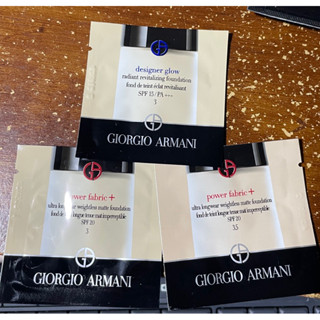 designer glow
radiant revitalizing foundation
fond de teint éclat revitalisant
SPF 15 / PA +++
3
GIORGIO ARMANI
power fabric+
ultra longwear weightless matte foundation
fond de teint longue tenue mat imperceptible
SPF 20
3
GIORGIO ARMANI
power fabric+
ultra longwear weightless matte foundation
fond de teint longue tenue mat imperceptible
SPF 20
3.5
GIORGIO ARMANI